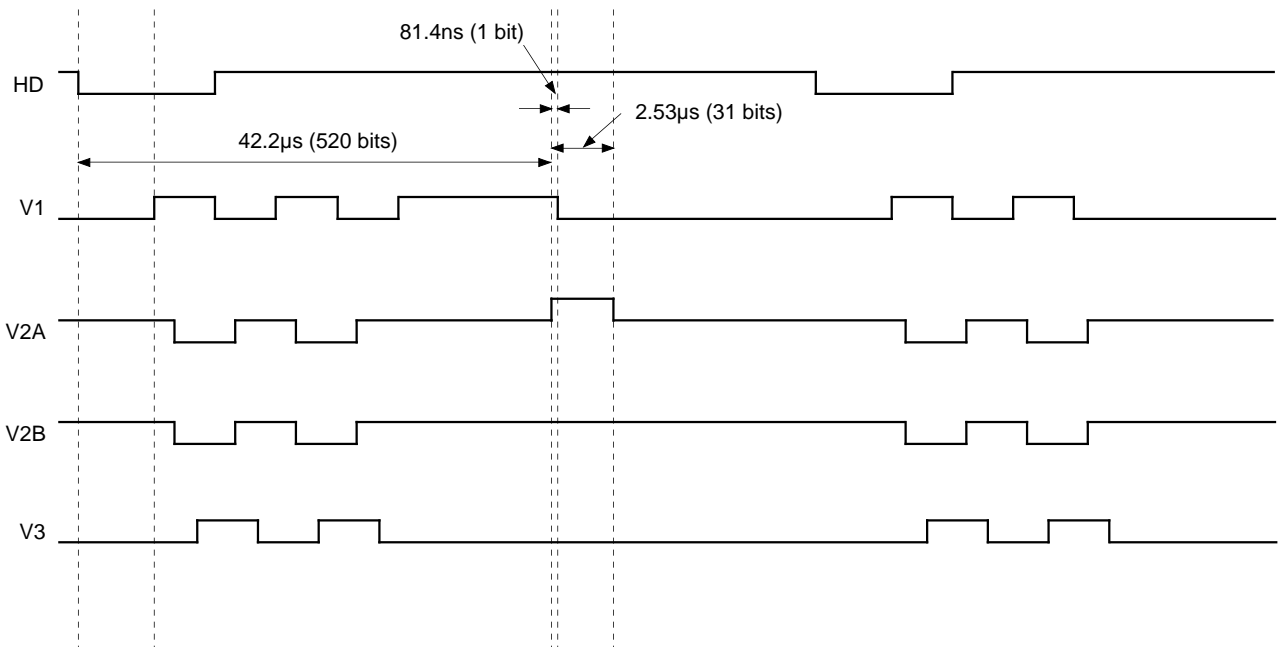 81.4ns (1 bit)
HD
2.53μs (31 bits)
42.2μs (520 bits)
V1
V2A
V2B
V3